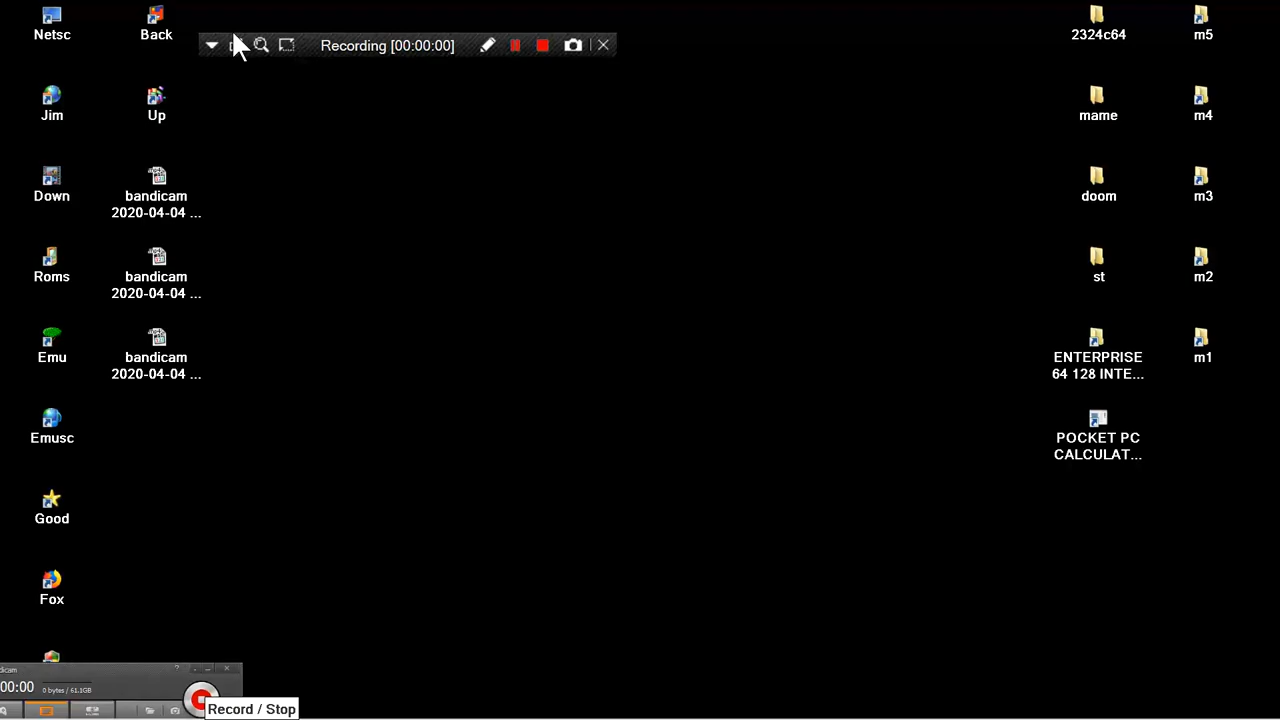 Netsc
Back
Recording [00:00:00]
2324c64
m5
Jim
Up
mame
m4
Down
bandicam
2020-04-04 ...
doom
m3
Roms
bandicam
2020-04-04 ...
st
m2
Emu
bandicam
2020-04-04 ...
ENTERPRISE
64 128 INTE...
m1
Emusc
POCKET PC
CALCULAT...
Good
Fox
dicam
00:00
0 bytes / 61.1GB
Record / Stop